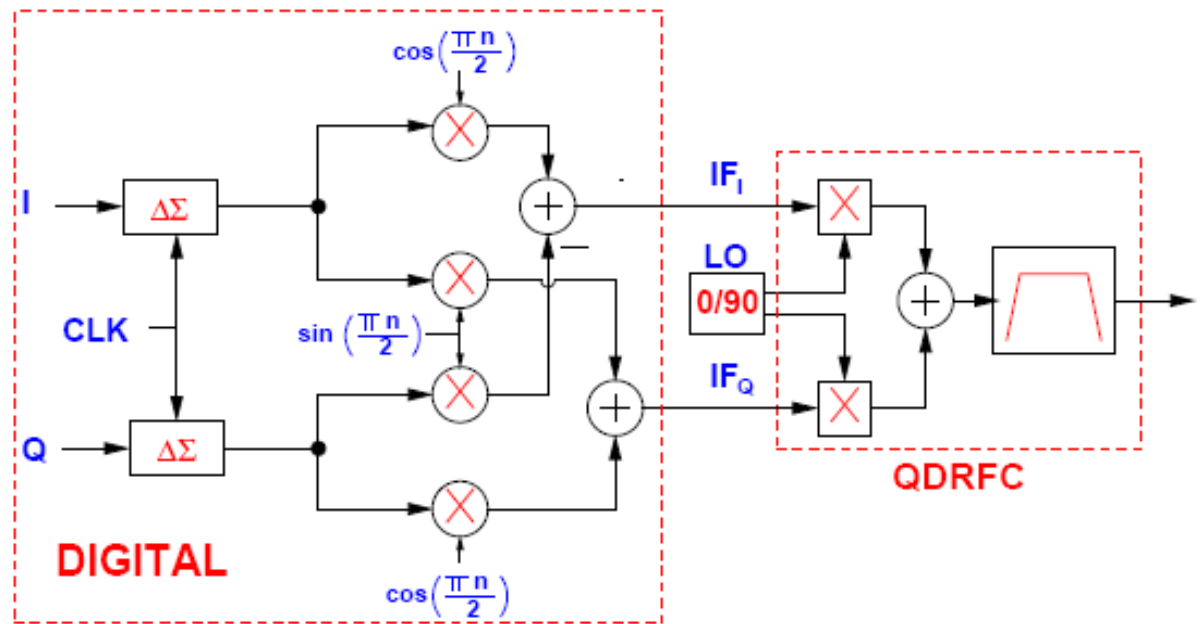 cos(πn/2)
I
ΔΣ
IF_I
LO
0/90
CLK
sin (πn/2)
IF_Q
Q
ΔΣ
QDRFC
DIGITAL
cos(πn/2)